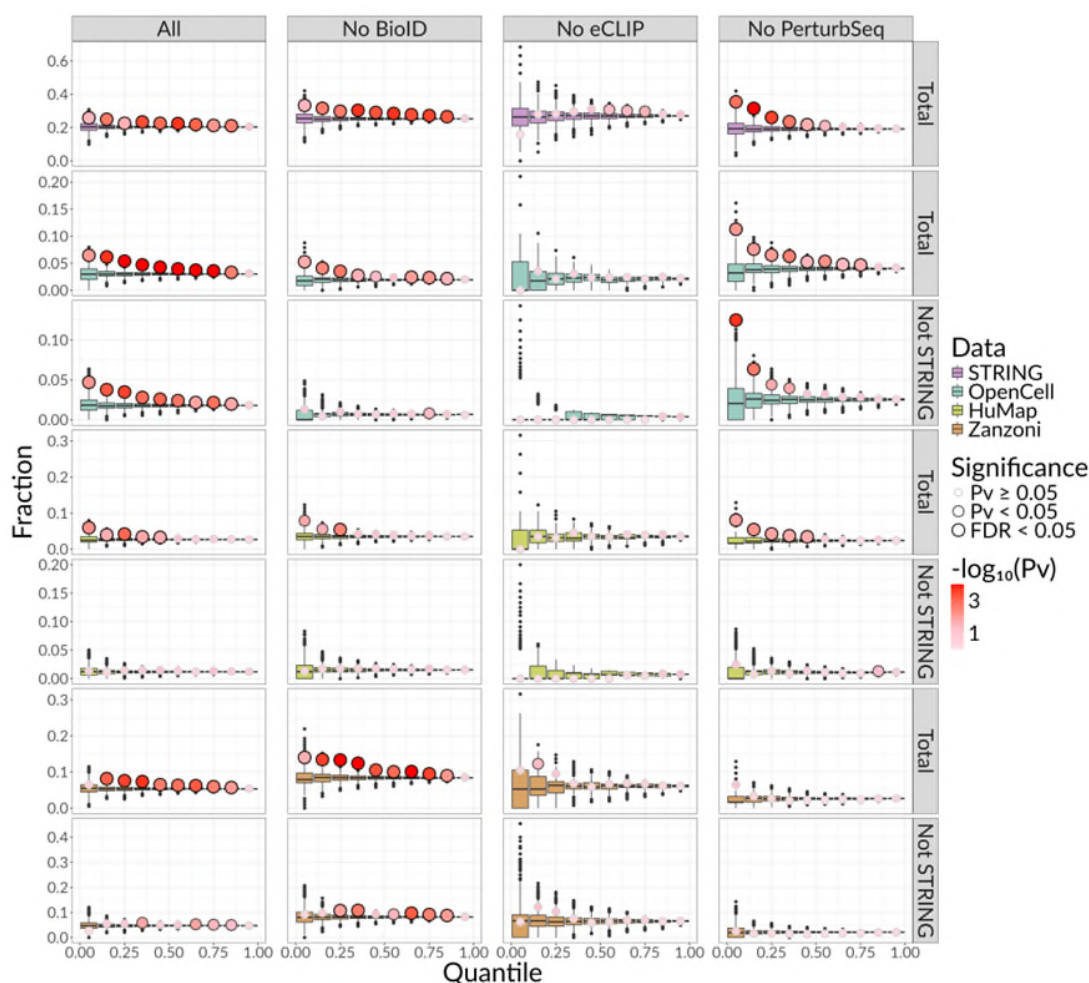 All No BioID No eCLIP No PerturbSeq
Fraction
0.6
0.4
0.2
0.0
Total
0.20
0.15
0.10
0.05
0.00
Total
0.10
0.05
0.00
Not STRING
0.3
0.2
0.1
0.0
Total
0.20
0.15
0.10
0.05
0.00
Not STRING
0.3
0.2
0.1
0.0
Total
0.4
0.3
0.2
0.1
0.0
Not STRING
0.00 0.25 0.50 0.75 1.00 0.00 0.25 0.50 0.75 1.00 0.00 0.25 0.50 0.75 1.00 0.00 0.25 0.50 0.75 1.00
Quantile
Data
STRING
OpenCell
HuMap
Zanzoni
Significance
Pv ≥ 0.05
Pv < 0.05
FDR < 0.05
-log₁₀(Pv)
3
1